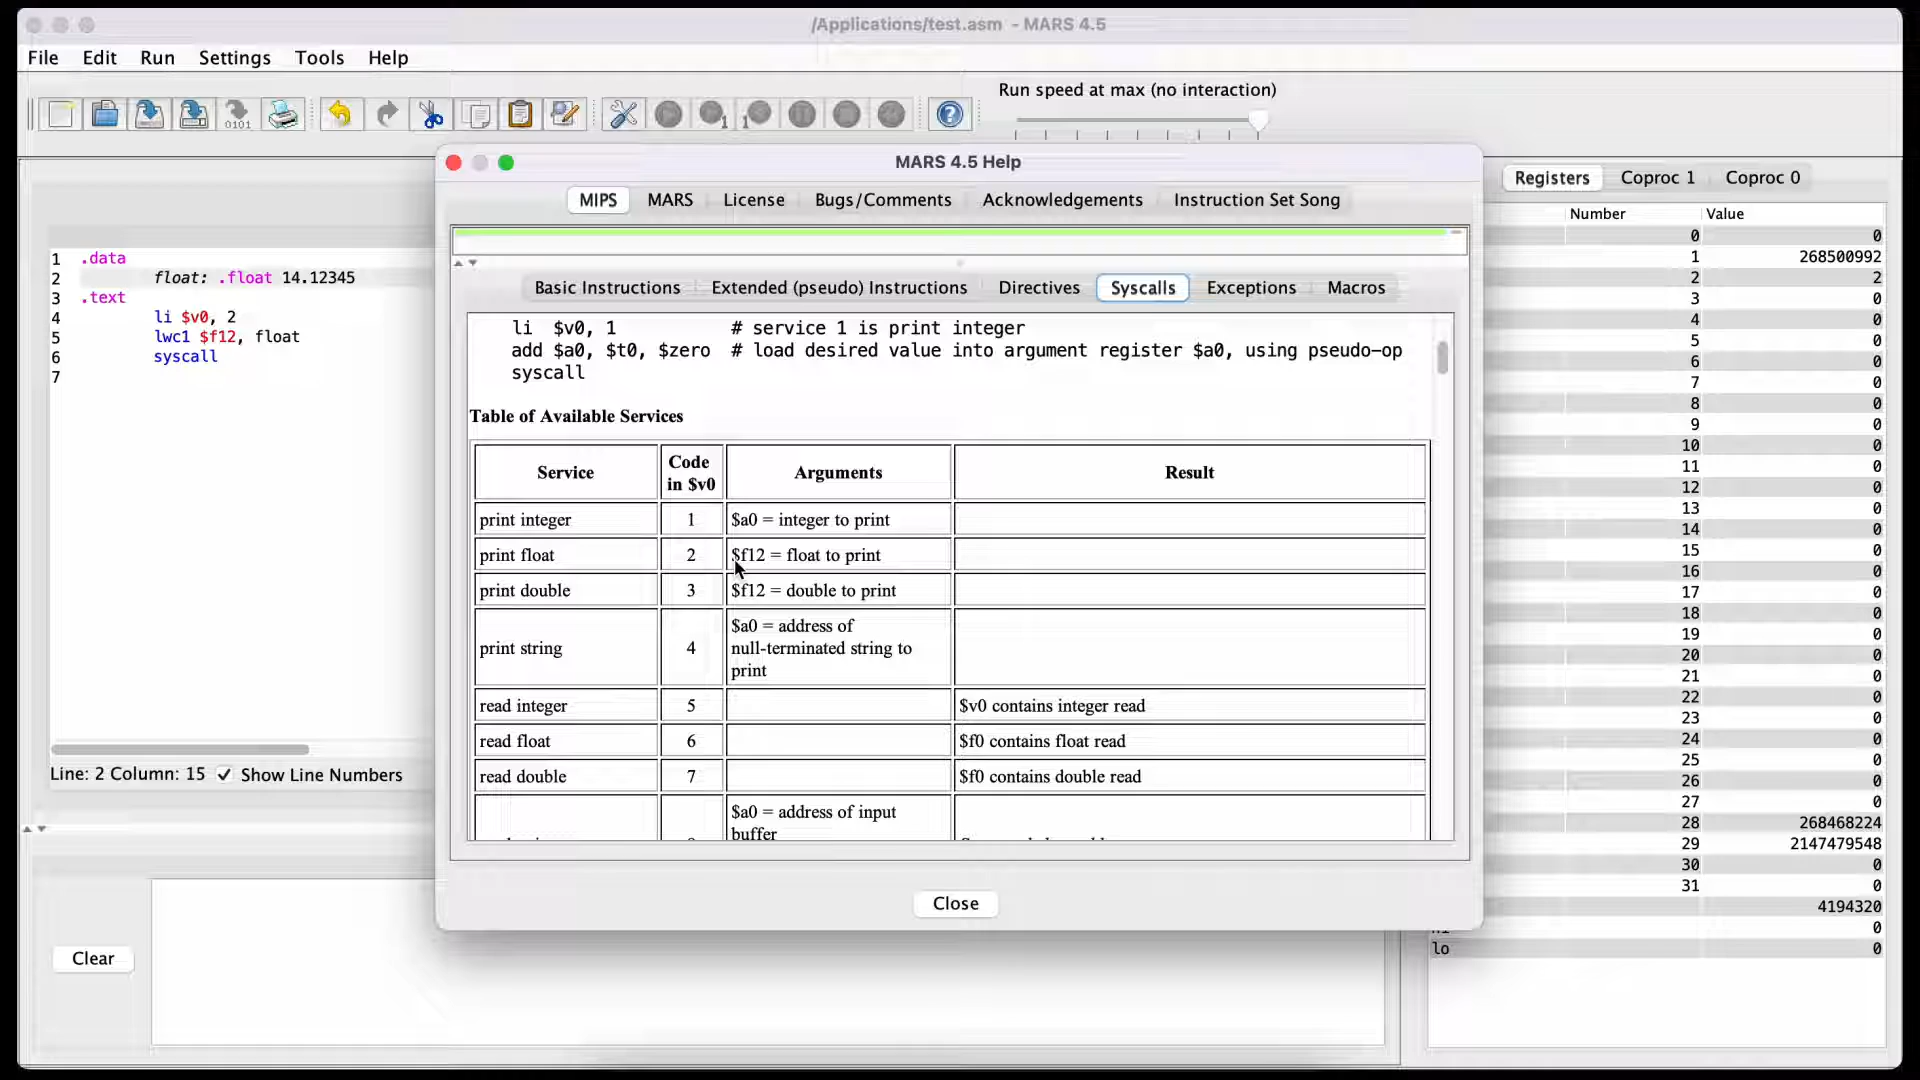 /Applications/test.asm - MARS 4.5
File Edit Run Settings Tools Help
Run speed at max (no interaction)
MARS 4.5 Help
MIPS MARS License Bugs/Comments Acknowledgements Instruction Set Song
Basic Instructions Extended (pseudo) Instructions Directives Syscalls Exceptions Macros
li $v0, 1 # service 1 is print integer
add $a0, $t0, $zero # load desired value into argument register $a0, using pseudo-op
syscall
Table of Available Services
Service Code in $v0 Arguments Result
print integer 1 $a0 = integer to print
print float 2 $f12 = float to print
print double 3 $f12 = double to print
print string 4 $a0 = address of null-terminated string to print
read integer 5 $v0 contains integer read
read float 6 $f0 contains float read
read double 7 $f0 contains double read
$a0 = address of input
buffer
Close
1 .data
2 float: .float 14.12345
3 .text
4 li $v0, 2
5 lwc1 $f12, float
6 syscall
7
Line: 2 Column: 15 Show Line Numbers
Clear
Registers Coproc 1 Coproc 0
Number Value
0 0
1 268500992
2 2
3 0
4 0
5 0
6 0
7 0
8 0
9 0
10 0
11 0
12 0
13 0
14 0
15 0
16 0
17 0
18 0
19 0
20 0
21 0
22 0
23 0
24 0
25 0
26 0
27 0
28 268468224
29 2147479548
30 0
31 0
4194320
0
lo 0